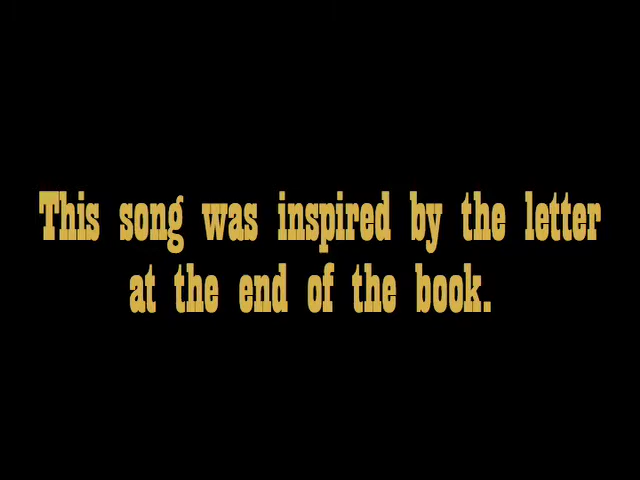 This song was inspired by the letter
at the end of the book.